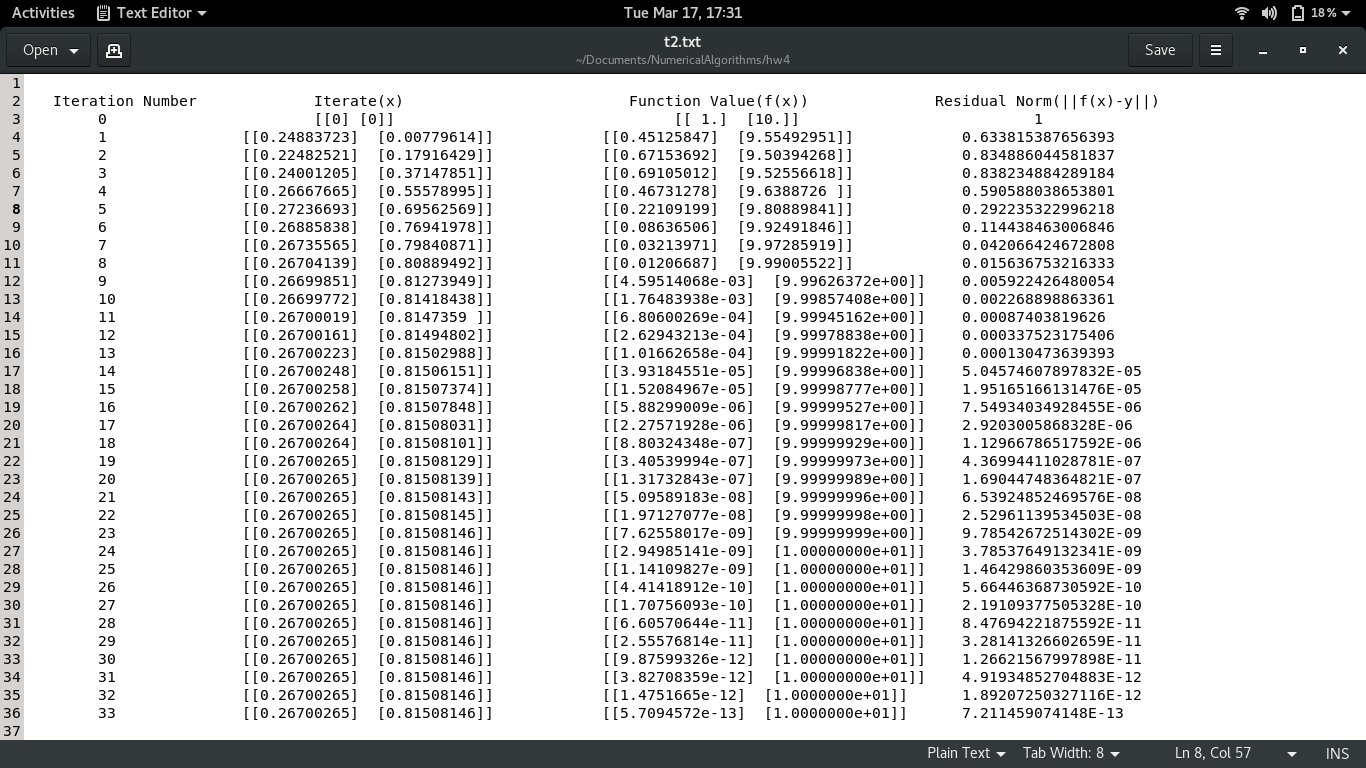 Activities Text Editor Tue Mar 17, 17:31 18%
Open t2.txt Save
~/Documents/NumericalAlgorithms/hw4
1
2 Iteration Number Iterate(x) Function Value(f(x)) Residual Norm(||f(x)-y||)
3 0 [[0] [0]] [[ 1.] [10.]] 1
4 1 [[0.24883723] [0.00779614]] [[0.45125847] [9.55492951]] 0.633815387656393
5 2 [[0.22482521] [0.17916429]] [[0.67153692] [9.50394268]] 0.834886044581837
6 3 [[0.24001205] [0.37147851]] [[0.69105012] [9.52556618]] 0.838234884289184
7 4 [[0.26667665] [0.55578995]] [[0.46731278] [9.6388726 ]] 0.590588038653801
8 5 [[0.27236693] [0.69562569]] [[0.22109199] [9.80889841]] 0.292235322996218
9 6 [[0.26885838] [0.76941978]] [[0.08636506] [9.92491846]] 0.114438463006846
10 7 [[0.26735565] [0.79840871]] [[0.03213971] [9.97285919]] 0.042066424672808
11 8 [[0.26704139] [0.80889492]] [[0.01206687] [9.99005522]] 0.015636753216333
12 9 [[0.26699851] [0.81273949]] [[4.59514068e-03] [9.99626372e+00]] 0.005922426480054
13 10 [[0.26699772] [0.81418438]] [[1.76483938e-03] [9.99857408e+00]] 0.002268898863361
14 11 [[0.26700019] [0.8147359 ]] [[6.80600269e-04] [9.99945162e+00]] 0.00087403819626
15 12 [[0.26700161] [0.81494802]] [[2.62943213e-04] [9.99978838e+00]] 0.000337523175406
16 13 [[0.26700223] [0.81502988]] [[1.01662658e-04] [9.99991822e+00]] 0.000130473639393
17 14 [[0.26700248] [0.81506151]] [[3.93184551e-05] [9.99996838e+00]] 5.04574607897832E-05
18 15 [[0.26700258] [0.81507374]] [[1.52084967e-05] [9.99998777e+00]] 1.95165166131476E-05
19 16 [[0.26700262] [0.81507848]] [[5.88299009e-06] [9.99999527e+00]] 7.54934034928455E-06
20 17 [[0.26700264] [0.81508031]] [[2.27571928e-06] [9.99999817e+00]] 2.9203005868328E-06
21 18 [[0.26700264] [0.81508101]] [[8.80324348e-07] [9.99999929e+00]] 1.12966786517592E-06
22 19 [[0.26700265] [0.81508129]] [[3.40539994e-07] [9.99999973e+00]] 4.36994411028781E-07
23 20 [[0.26700265] [0.81508139]] [[1.31732843e-07] [9.99999989e+00]] 1.69044748364821E-07
24 21 [[0.26700265] [0.81508143]] [[5.09589183e-08] [9.99999996e+00]] 6.53924852469576E-08
25 22 [[0.26700265] [0.81508145]] [[1.97127077e-08] [9.99999998e+00]] 2.52961139534503E-08
26 23 [[0.26700265] [0.81508146]] [[7.62558017e-09] [9.99999999e+00]] 9.78542672514302E-09
27 24 [[0.26700265] [0.81508146]] [[2.94985141e-09] [1.00000000e+01]] 3.78537649132341E-09
28 25 [[0.26700265] [0.81508146]] [[1.14109827e-09] [1.00000000e+01]] 1.46429860353609E-09
29 26 [[0.26700265] [0.81508146]] [[4.41418912e-10] [1.00000000e+01]] 5.66446368730592E-10
30 27 [[0.26700265] [0.81508146]] [[1.70756093e-10] [1.00000000e+01]] 2.19109377505328E-10
31 28 [[0.26700265] [0.81508146]] [[6.60570644e-11] [1.00000000e+01]] 8.47694221875592E-11
32 29 [[0.26700265] [0.81508146]] [[2.55576814e-11] [1.00000000e+01]] 3.28141326602659E-11
33 30 [[0.26700265] [0.81508146]] [[9.87599326e-12] [1.00000000e+01]] 1.26621567997898E-11
34 31 [[0.26700265] [0.81508146]] [[3.82708359e-12] [1.00000000e+01]] 4.91934852704883E-12
35 32 [[0.26700265] [0.81508146]] [[1.4751665e-12] [1.0000000e+01]] 1.89207250327116E-12
36 33 [[0.26700265] [0.81508146]] [[5.7094572e-13] [1.0000000e+01]] 7.211459074148E-13
37
Plain Text Tab Width: 8 Ln 8, Col 57 INS